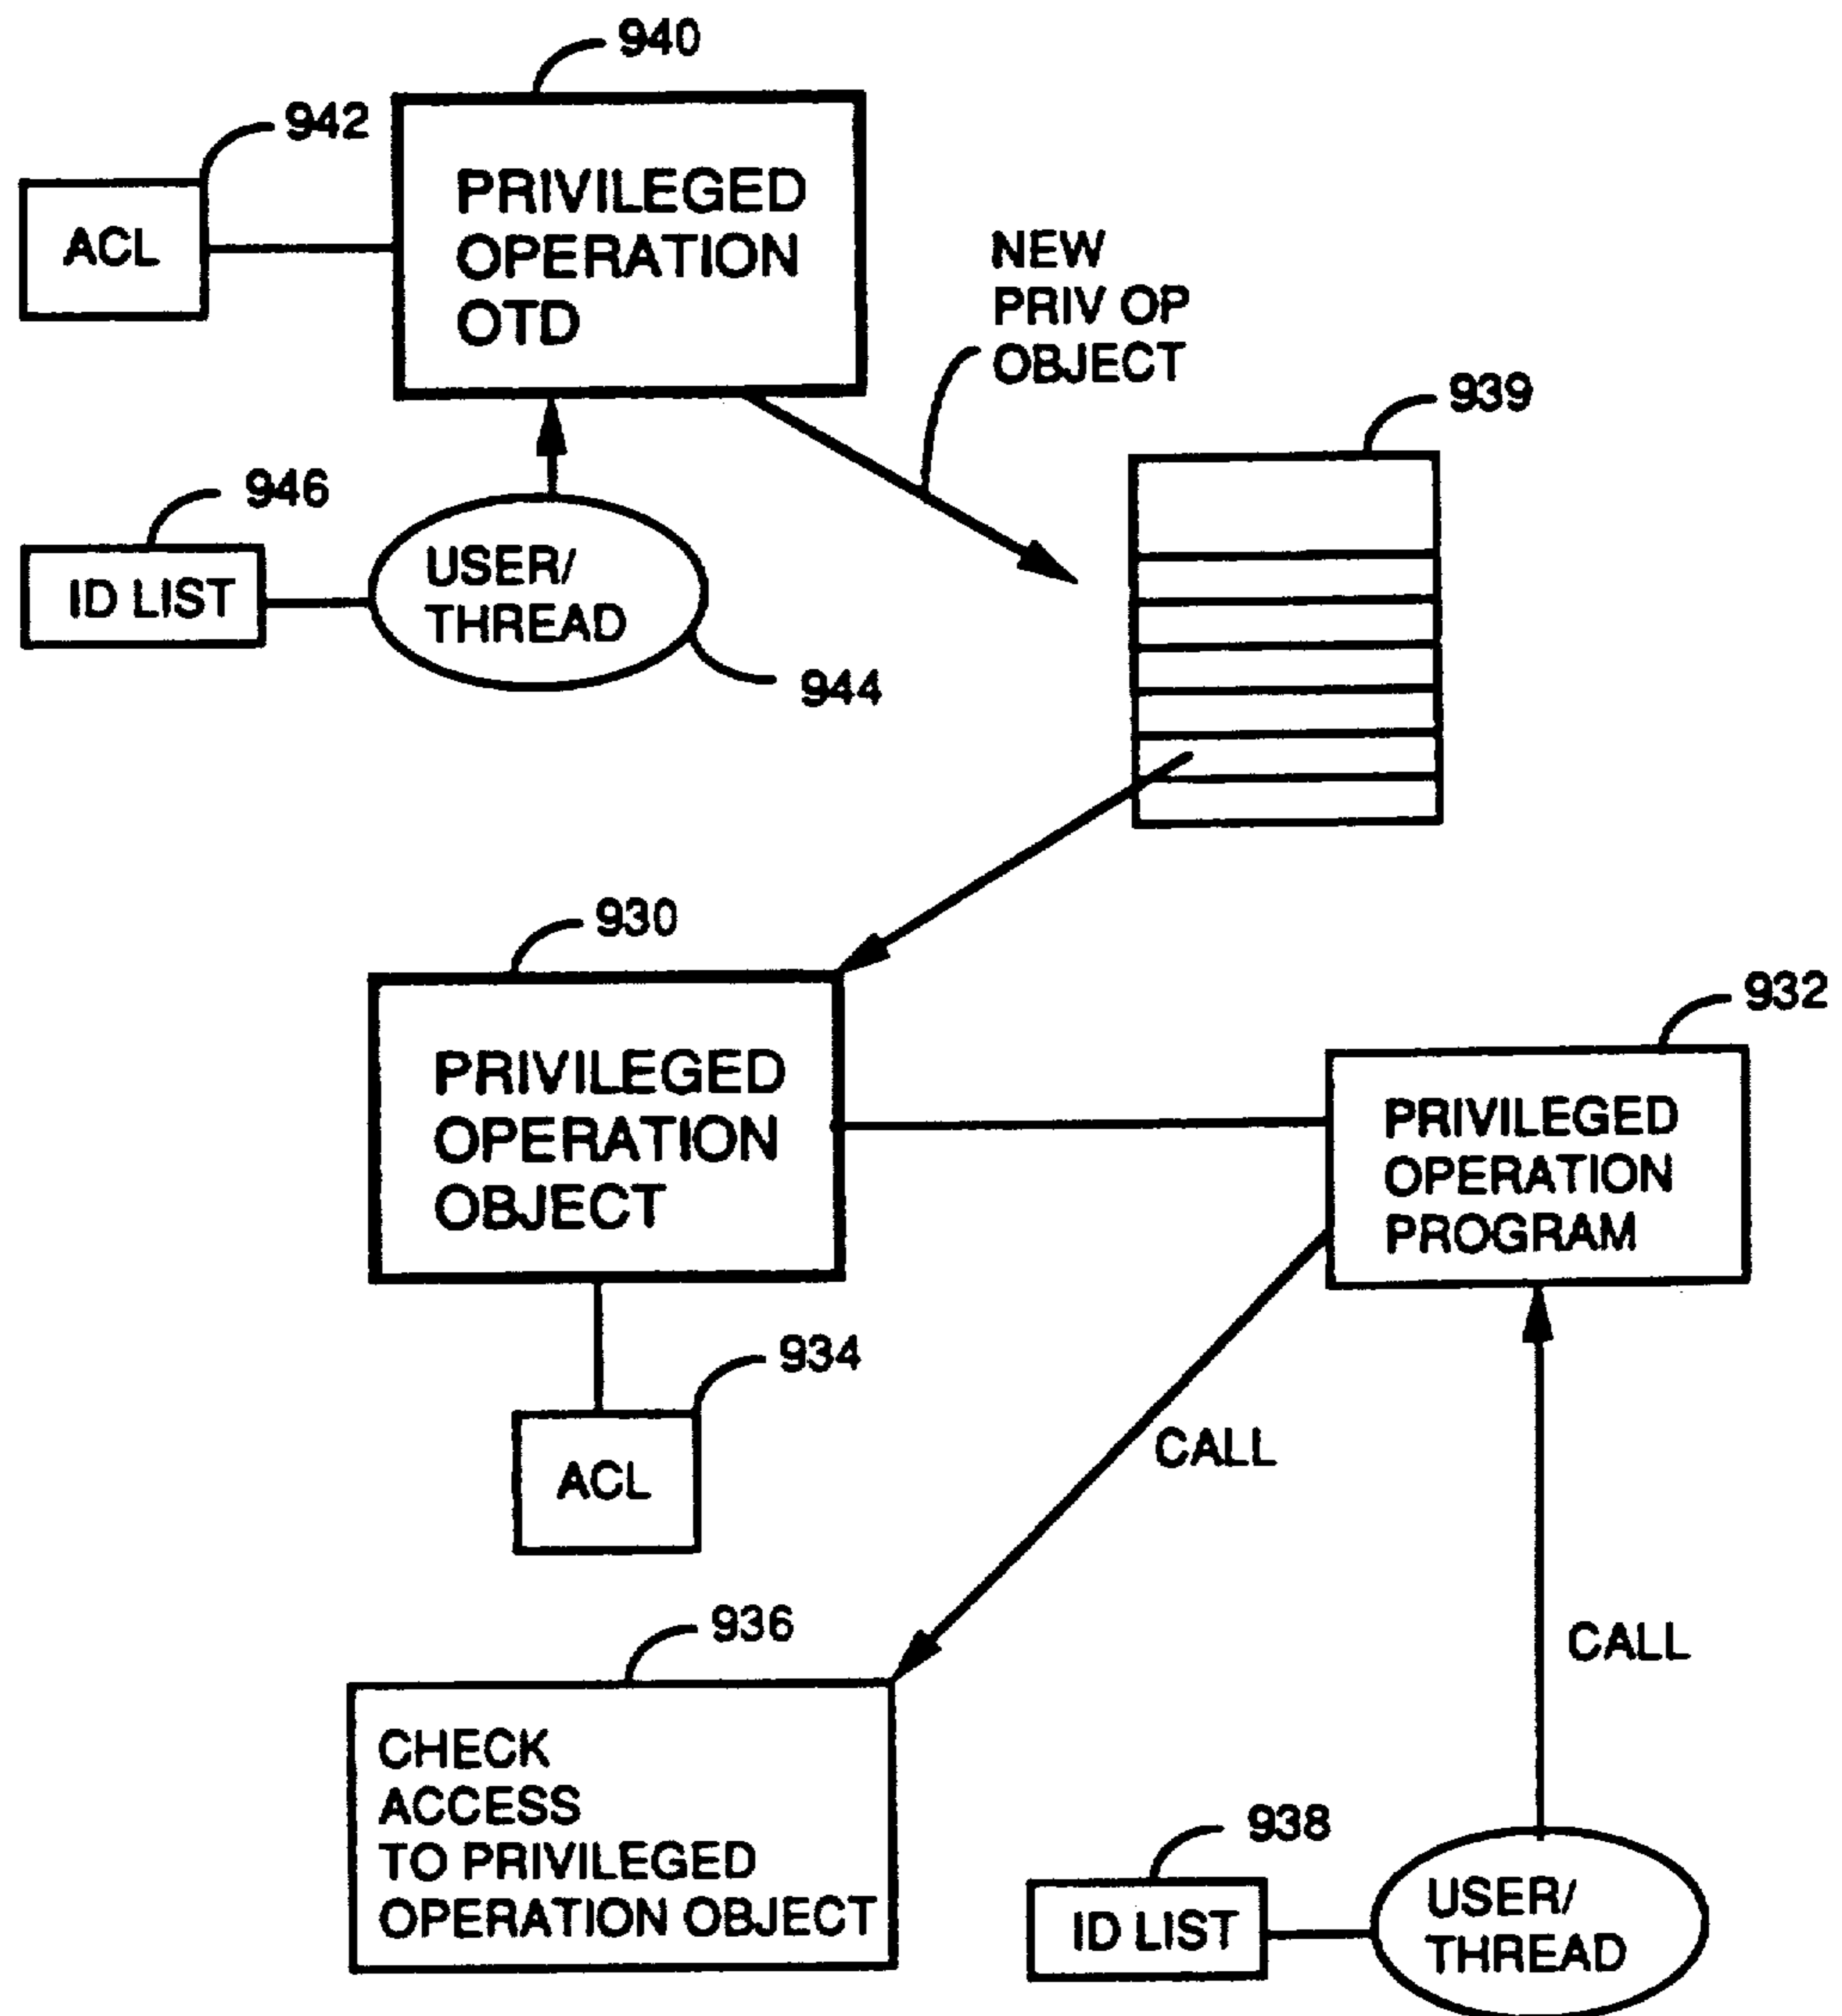 940
942
PRIVILEGED
OPERATION
OTD
ACL
NEW
PRIV OP
OBJECT
939
946
USER/
THREAD
ID LIST
944
930
932
PRIVILEGED
OPERATION
OBJECT
PRIVILEGED
OPERATION
PROGRAM
934
ACL
CALL
936
CALL
CHECK
ACCESS
TO PRIVILEGED
OPERATION OBJECT
938
ID LIST
USER/
THREAD